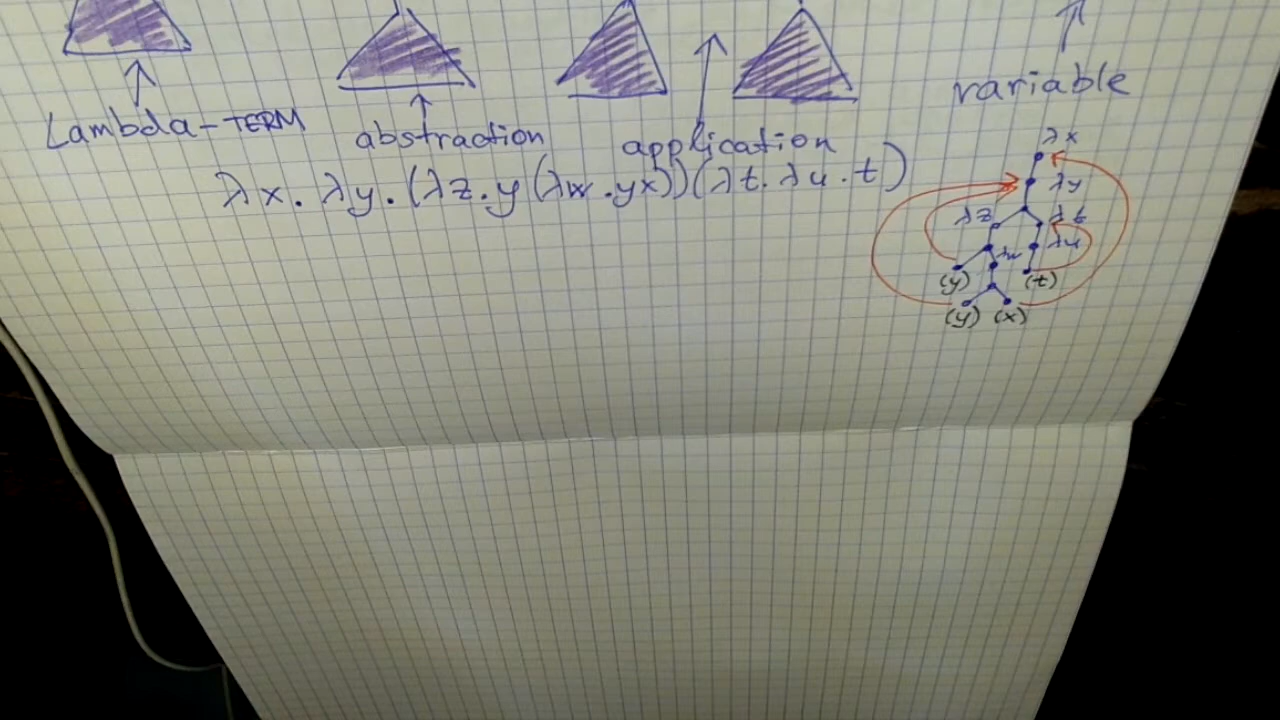 variable
Lambda-TERM abstraction application
λx. λy. (λz. y (λw. yx)) (λt. λu. t)
λx
λy
λz λt
λw λu
(y) (t)
(y) (x)